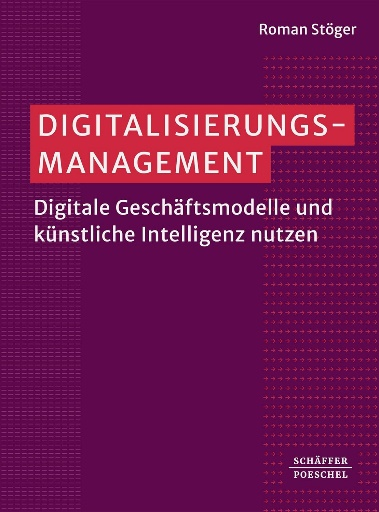 Roman Stöger
DIGITALISIERUNGS-
MANAGEMENT
Digitale Geschäftsmodelle und
künstliche Intelligenz nutzen
SCHÄFFER
POESCHEL